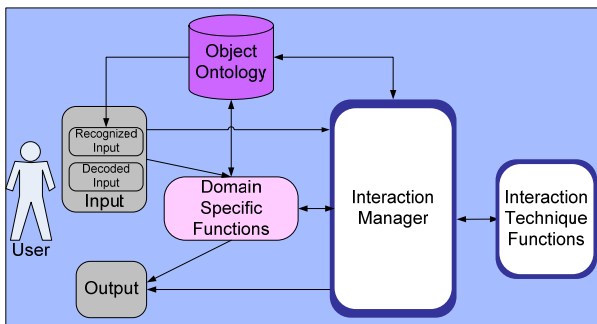 Object
Ontology
Recognized
Input
Decoded
Input
Input
User
Domain
Specific
Functions
Interaction
Manager
Interaction
Technique
Functions
Output